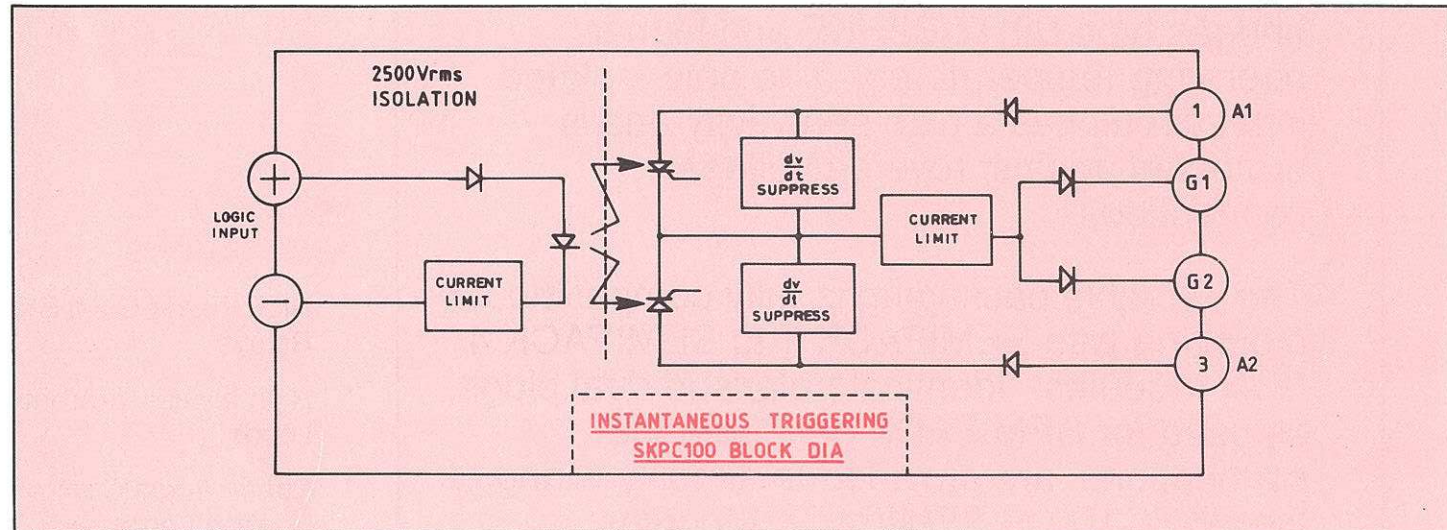 2500Vrms
ISOLATION
1
A1
dv
dt
SUPPRESS
+
G1
LOGIC
INPUT
CURRENT
LIMIT
CURRENT
LIMIT
G2
−
dv
dt
SUPPRESS
3
A2
INSTANTANEOUS TRIGGERING
SKPC100 BLOCK DIA